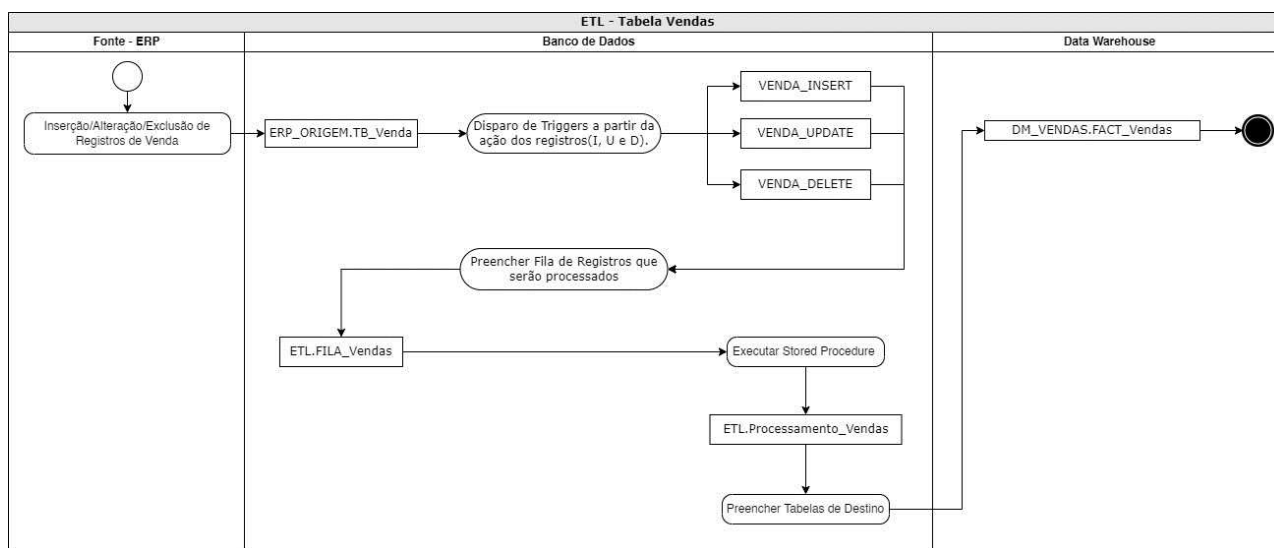 ETL - Tabela Vendas
Fonte - ERP
Banco de Dados
Data Warehouse
Inserção/Alteração/Exclusão de
Registros de Venda
ERP_ORIGEM.TB_Venda
Disparo de Triggers a partir da
ação dos registros(I, U e D).
VENDA_INSERT
VENDA_UPDATE
VENDA_DELETE
DM_VENDAS.FACT_Vendas
Preencher Fila de Registros que
serão processados
ETL.FILA_Vendas
Executar Stored Procedure
ETL.Processamento_Vendas
Preencher Tabelas de Destino